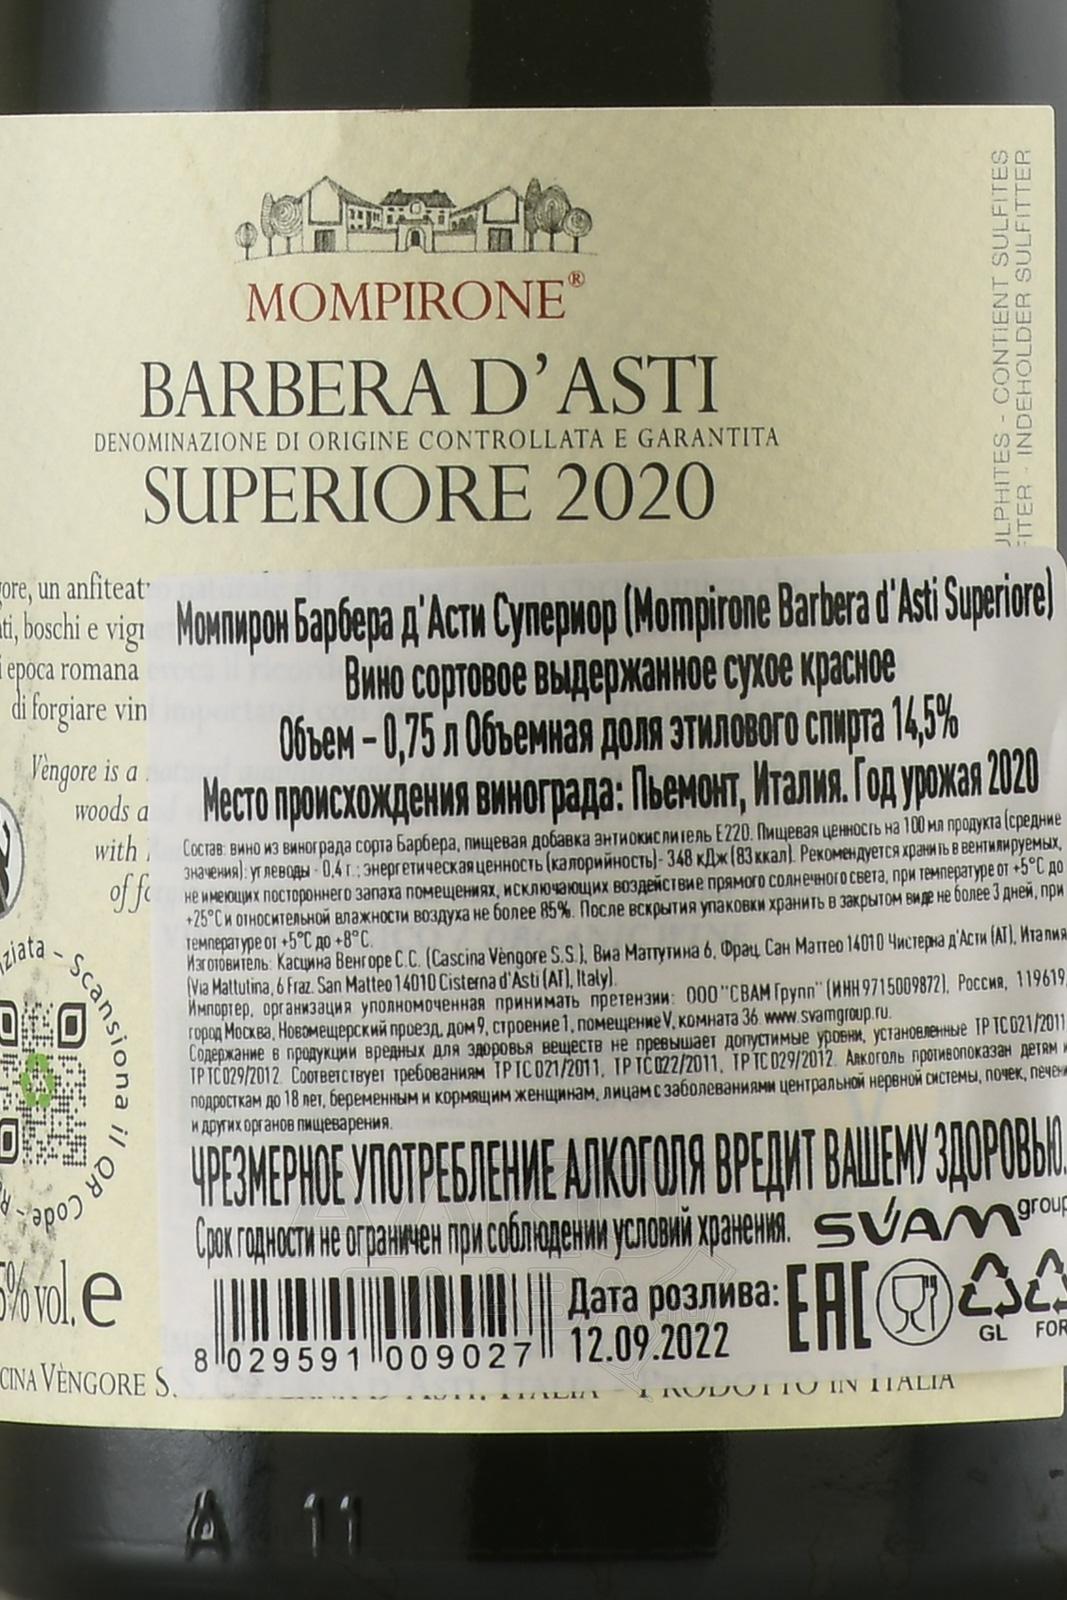 MOMPIRONE®
BARBERA D'ASTI
DENOMINAZIONE DI ORIGINE CONTROLLATA E GARANTITA
SUPERIORE 2020
CONTIENT SULFITES
INDEHOLDER SULFITTER
un anfiteat
boschi e vign
epoca romana
di forgiare vin
Vèngore is a
woods a
with
of
Scansiona il QR Code
% vol. e
VÈNGORE S.
PRODOTTO IN ITALIA
Момпирон Барбера д'Асти Супериор (Mompirone Barbera d'Asti Superiore)
Вино сортовое выдержанное сухое красное
Объем – 0,75 л Объемная доля этилового спирта 14,5%
Место происхождения винограда: Пьемонт, Италия. Год урожая 2020
Состав: вино из винограда сорта Барбера, пищевая добавка антиокислитель Е220. Пищевая ценность на 100 мл продукта (средние
значения): углеводы - 0,4 г.; энергетическая ценность (калорийность)- 348 кДж (83 ккал). Рекомендуется хранить в вентилируемых,
не имеющих постороннего запаха помещениях, исключающих воздействие прямого солнечного света, при температуре от +5°С до
+25°С и относительной влажности воздуха не более 85%. После вскрытия упаковки хранить в закрытом виде не более 3 дней, при
температуре от +5°С до +8°С.
Изготовитель: Касцина Венгоре С.С. (Cascina Vèngore S.S.), Виа Маттутина 6, Фрац. Сан Маттео 14010 Чистерна д'Асти (АТ), Италия
(Via Mattutina, 6 Fraz. San Matteo 14010 Cisterna d'Asti (AT), Italy).
Импортер, организация уполномоченная принимать претензии: ООО "СВАМ Групп" (ИНН 9715009872), Россия, 119619,
город Москва, Новомещерский проезд, дом 9, строение 1, помещение V, комната 36. www.svamgroup.ru.
Содержание в продукции вредных для здоровья веществ не превышает допустимые уровни, установленные ТР ТС 021/2011
ТР ТС 029/2012. Соответствует требованиям ТР ТС 021/2011, ТР ТС 022/2011, ТР ТС 029/2012. Алкоголь противопоказан детям и
подросткам до 18 лет, беременным и кормящим женщинам, лицам с заболеваниями центральной нервной системы, почек, печени
и других органов пищеварения.
ЧРЕЗМЕРНОЕ УПОТРЕБЛЕНИЕ АЛКОГОЛЯ ВРЕДИТ ВАШЕМУ ЗДОРОВЬЮ.
Срок годности не ограничен при соблюдении условий хранения.
SVAM group
8 029591 009027
Дата розлива:
12.09.2022
EAC
GL
FOR
A 11